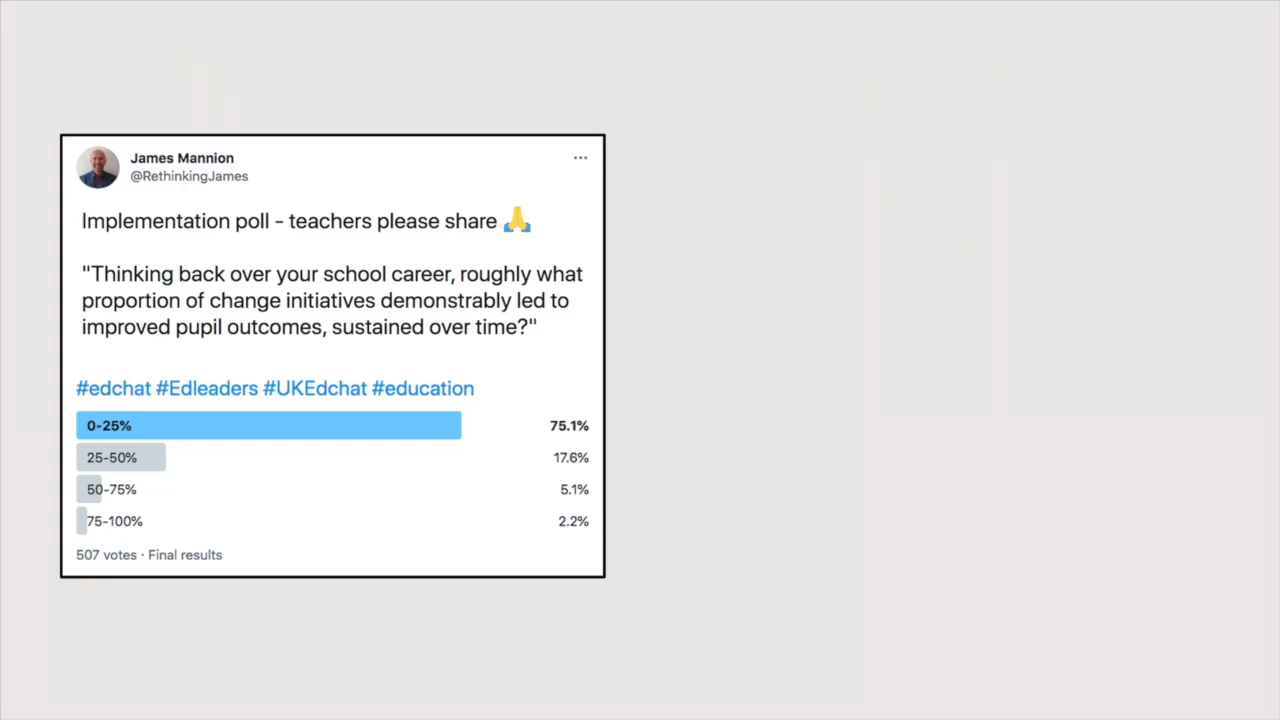 James Mannion
@RethinkingJames
Implementation poll - teachers please share 🙏
"Thinking back over your school career, roughly what
proportion of change initiatives demonstrably led to
improved pupil outcomes, sustained over time?"
#edchat #Edleaders #UKEdchat #education
0-25% 75.1%
25-50% 17.6%
50-75% 5.1%
75-100% 2.2%
507 votes · Final results